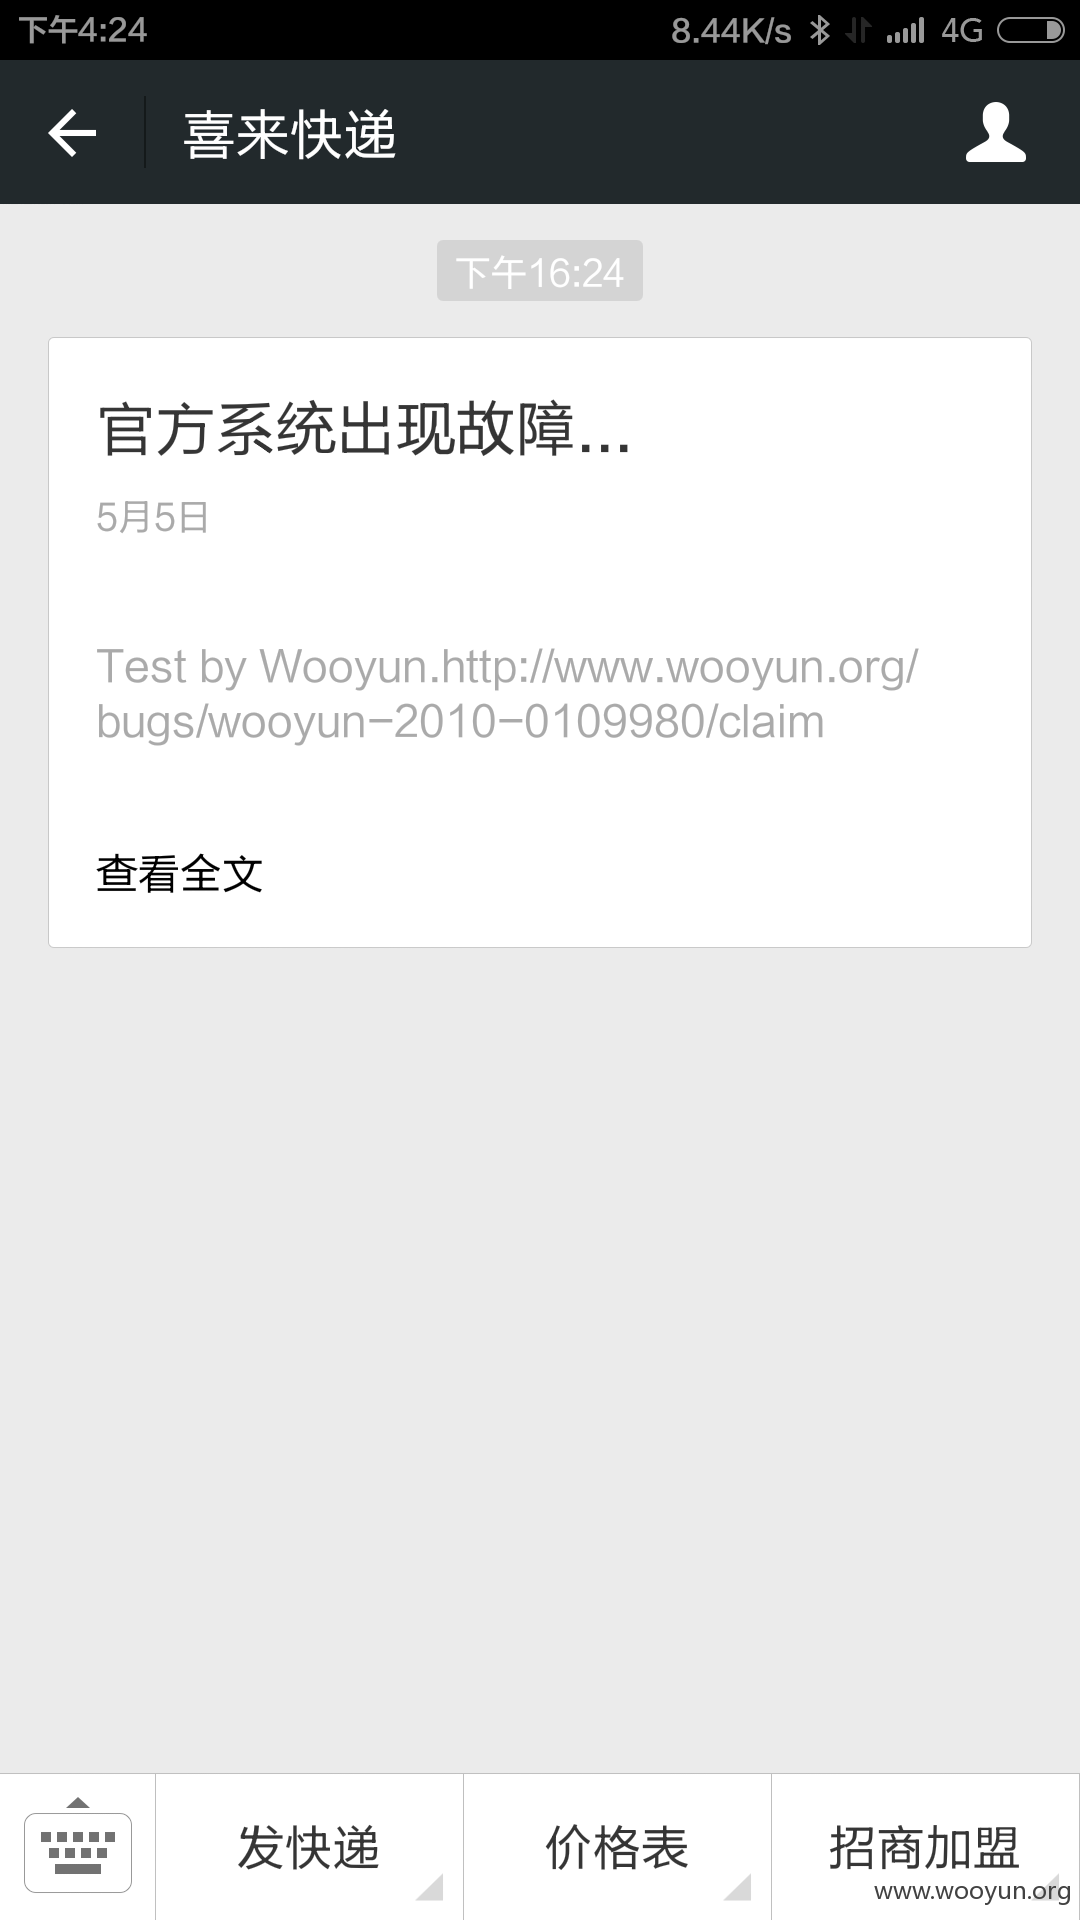 下午4:24 8.44K/s 4G
喜来快递
下午16:24
官方系统出现故障...
5月5日
Test by Wooyun.http://www.wooyun.org/
bugs/wooyun-2010-0109980/claim
查看全文
发快递 价格表 招商加盟
www.wooyun.org